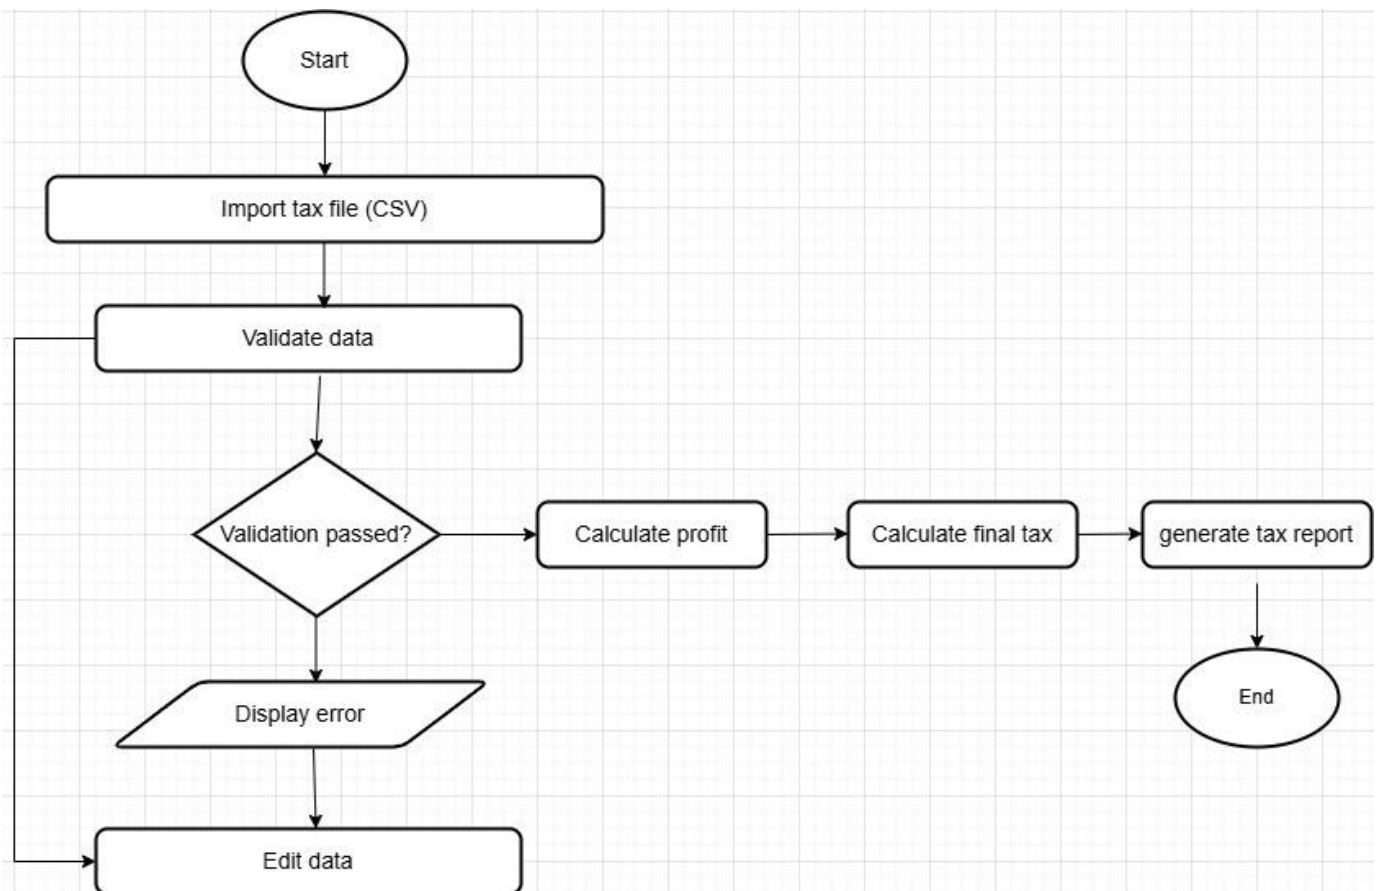 Start
Import tax file (CSV)
Validate data
Validation passed?
Calculate profit
Calculate final tax
generate tax report
Display error
End
Edit data